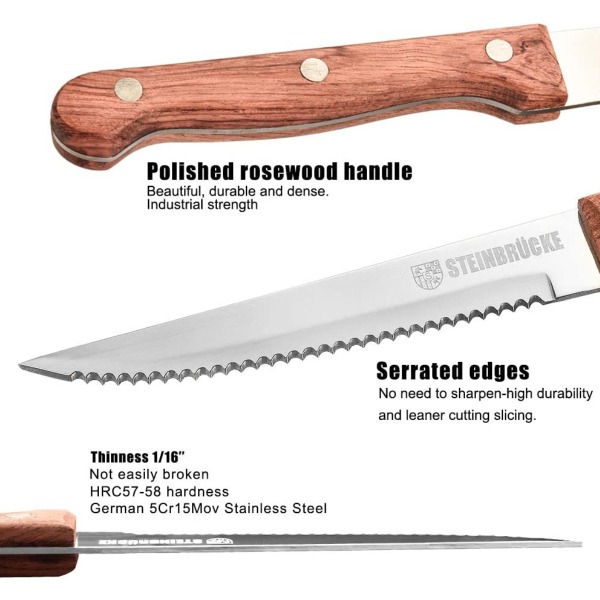 Polished rosewood handle
Beautiful, durable and dense.
Industrial strength
STEINBRÜCKE
Serrated edges
No need to sharpen-high durability
and leaner cutting slicing.
Thinness 1/16″
Not easily broken
HRC57-58 hardness
German 5Cr15Mov Stainless Steel
STEINBRÜCKE